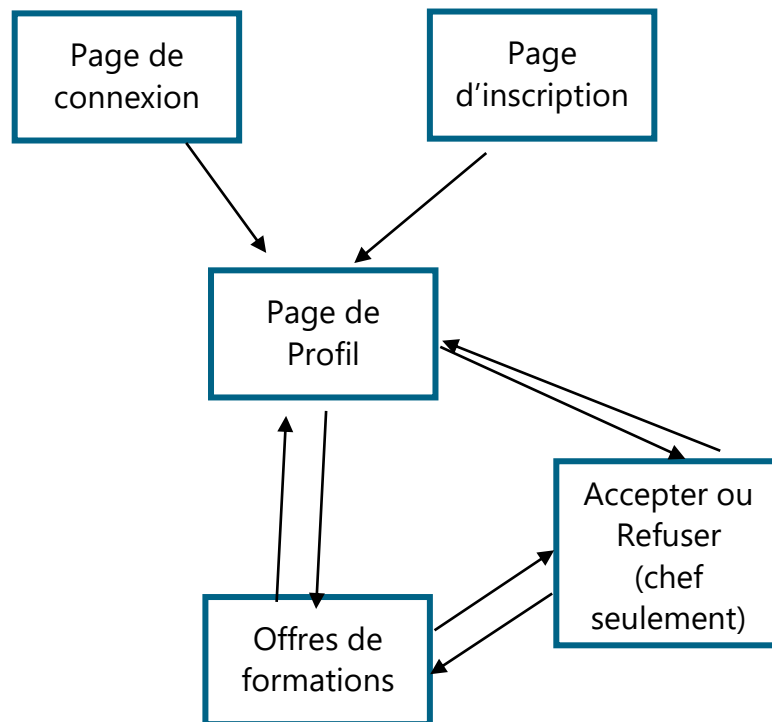 Page de
connexion
Page
d’inscription
Page de
Profil
Accepter ou
Refuser
(chef
seulement)
Offres de
formations